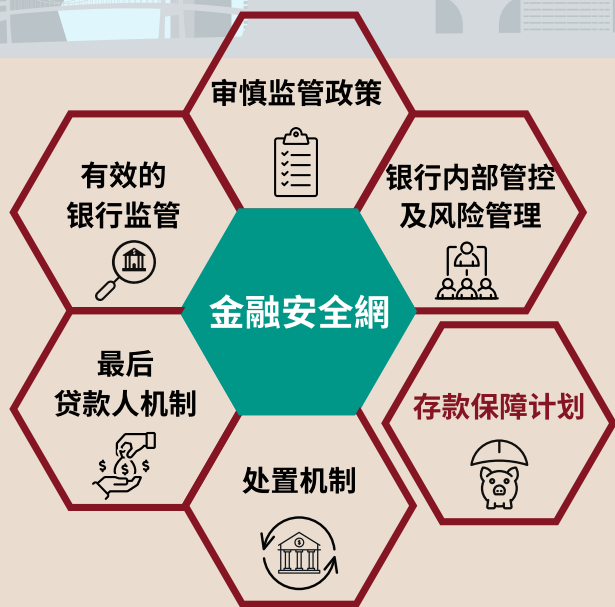 审慎监管政策
有效的
银行监管
银行内部管控
及风险管理
金融安全網
最后
贷款人机制
存款保障计划
处置机制